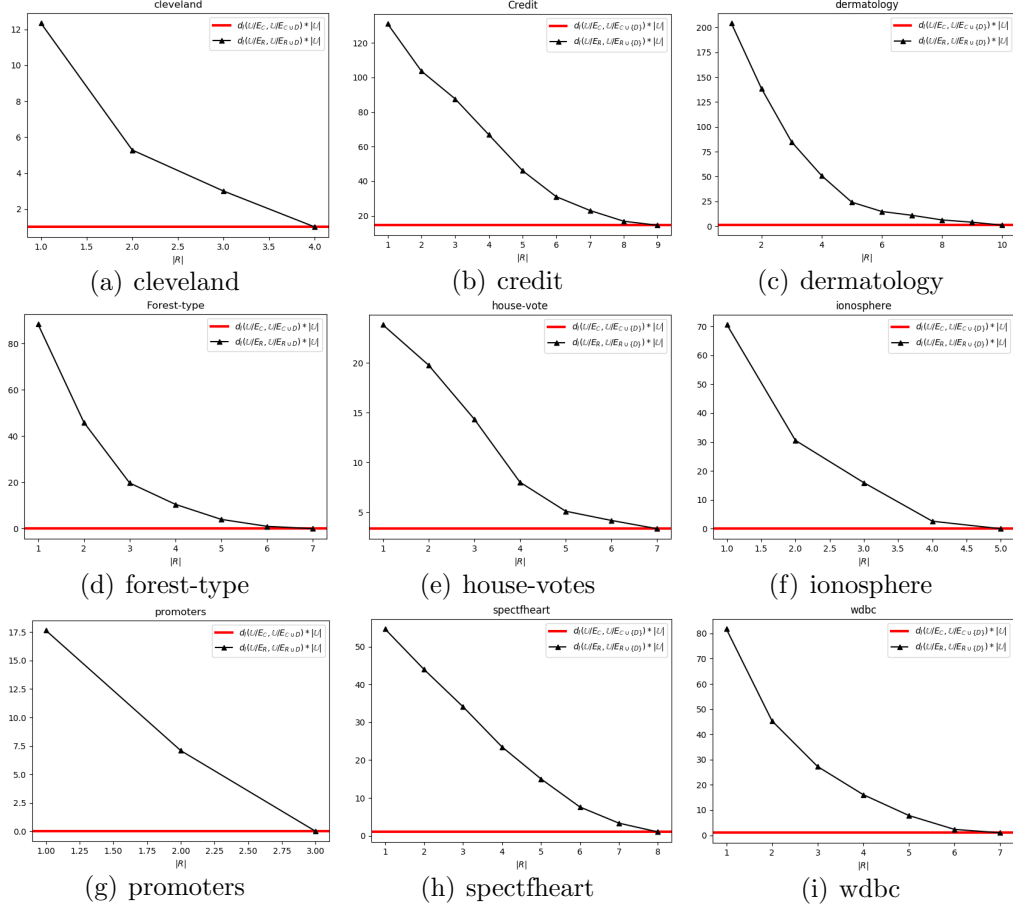 cleveland
d_I(𝕌/E_C, 𝕌/E_{C∪D}) * |𝕌|
d_I(𝕌/E_R, 𝕌/E_{R∪D}) * |𝕌|
12
10
8
6
4
2
1.0 1.5 2.0 2.5 3.0 3.5 4.0
|R|
(a) cleveland
Credit
d_I(𝕌/E_C, 𝕌/E_{C∪{D}}) * |𝕌|
d_I(𝕌/E_R, 𝕌/E_{R∪{D}}) * |𝕌|
120
100
80
60
40
20
1 2 3 4 5 6 7 8 9
|R|
(b) credit
dermatology
d_I(𝕌/E_C, 𝕌/E_{C∪{D}}) * |𝕌|
d_I(𝕌/E_R, 𝕌/E_{R∪{D}}) * |𝕌|
200
175
150
125
100
75
50
25
0
2 4 6 8 10
|R|
(c) dermatology
Forest-type
d_I(𝕌/E_C, 𝕌/E_{C∪D}) * |𝕌|
d_I(𝕌/E_R, 𝕌/E_{R∪D}) * |𝕌|
80
60
40
20
0
1 2 3 4 5 6 7
|R|
(d) forest-type
house-vote
d_I(𝕌/E_C, 𝕌/E_{C∪{D}}) * |𝕌|
d_I(𝕌/E_R, 𝕌/E_{R∪{D}}) * |𝕌|
20
15
10
5
1 2 3 4 5 6 7
|R|
(e) house-votes
ionosphere
d_I(𝕌/E_C, 𝕌/E_{C∪{D}}) * |𝕌|
d_I(𝕌/E_R, 𝕌/E_{R∪{D}}) * |𝕌|
70
60
50
40
30
20
10
0
1.0 1.5 2.0 2.5 3.0 3.5 4.0 4.5 5.0
|R|
(f) ionosphere
promoters
d_I(𝕌/E_C, 𝕌/E_{C∪D}) * |𝕌|
d_I(𝕌/E_R, 𝕌/E_{R∪D}) * |𝕌|
17.5
15.0
12.5
10.0
7.5
5.0
2.5
0.0
1.00 1.25 1.50 1.75 2.00 2.25 2.50 2.75 3.00
|R|
(g) promoters
spectfheart
d_I(𝕌/E_C, 𝕌/E_{C∪{D}}) * |𝕌|
d_I(𝕌/E_R, 𝕌/E_{R∪{D}}) * |𝕌|
50
40
30
20
10
0
1 2 3 4 5 6 7 8
|R|
(h) spectfheart
wdbc
d_I(𝕌/E_C, 𝕌/E_{C∪{D}}) * |𝕌|
d_I(𝕌/E_R, 𝕌/E_{R∪{D}}) * |𝕌|
80
70
60
50
40
30
20
10
0
1 2 3 4 5 6 7
|R|
(i) wdbc